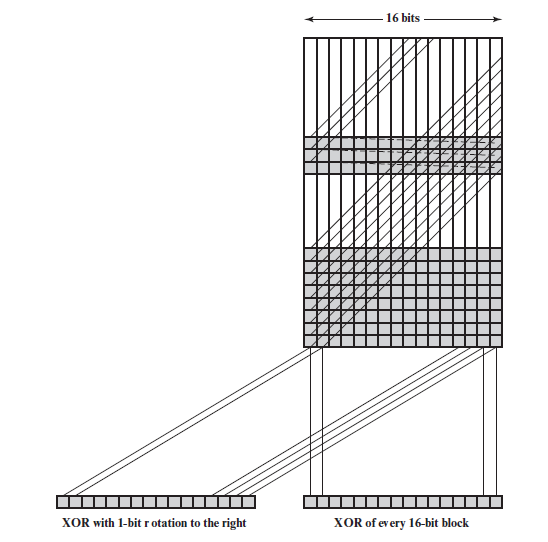 16 bits
XOR with 1-bit r otation to the right
XOR of every 16-bit block